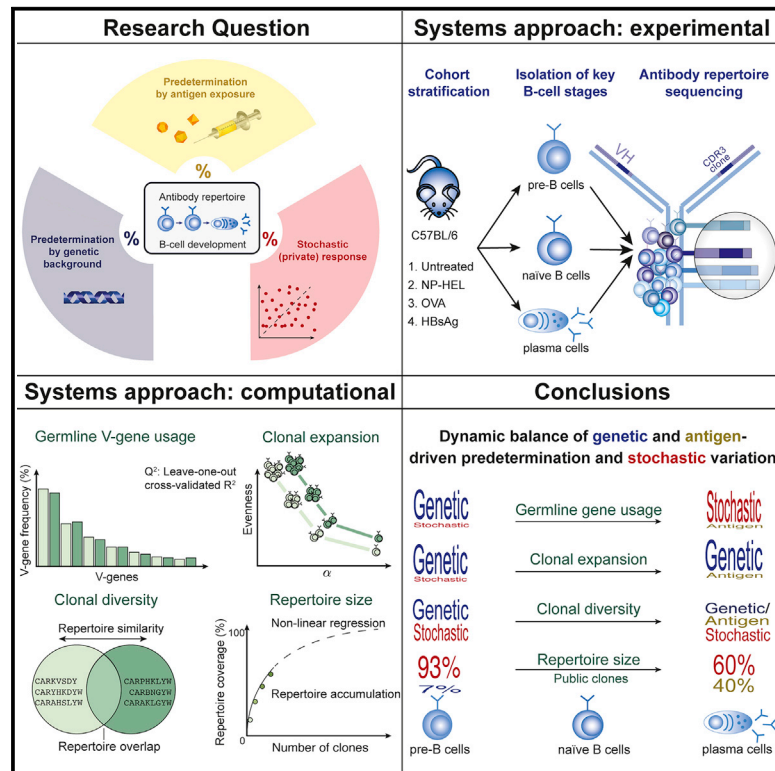 Research Question
Predetermination
by antigen exposure
%
Predetermination
by genetic
background
%
Antibody repertoire
B-cell development
%
Stochastic
(private) response
Systems approach: experimental
Cohort
stratification
Isolation of key
B-cell stages
Antibody repertoire
sequencing
C57BL/6
1. Untreated
2. NP-HEL
3. OVA
4. HBsAg
pre-B cells
naïve B cells
plasma cells
VH
CDR3
clone
Systems approach: computational
Germline V-gene usage
Q²: Leave-one-out
cross-validated R²
V-gene frequency (%)
V-genes
Clonal expansion
Evenness
α
Clonal diversity
Repertoire similarity
CARKVSDY
CARYHKDYW
CARAHSLYW
CARPHKLYW
CARBNGYW
CARAKLGYW
Repertoire overlap
Repertoire size
Repertoire coverage (%)
100
0
Non-linear regression
Repertoire accumulation
Number of clones
Conclusions
Dynamic balance of genetic and antigen-
driven predetermination and stochastic variation
Genetic
Stochastic
Germline gene usage
Stochastic
Antigen
Genetic
Stochastic
Clonal expansion
Genetic
Antigen
Genetic
Stochastic
Clonal diversity
Genetic/
Antigen
Stochastic
93%
7%
Repertoire size
Public clones
60%
40%
pre-B cells
naïve B cells
plasma cells